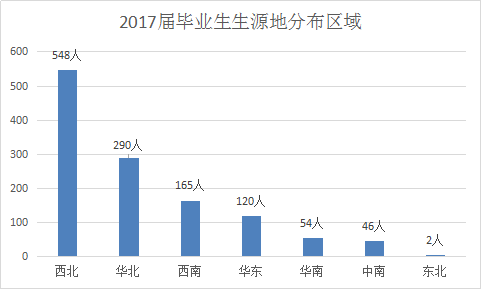 2017届毕业生生源地分布区域
600
500
400
300
200
100
0
548人
290人
165人
120人
54人
46人
2人
西北
华北
西南
华东
华南
中南
东北